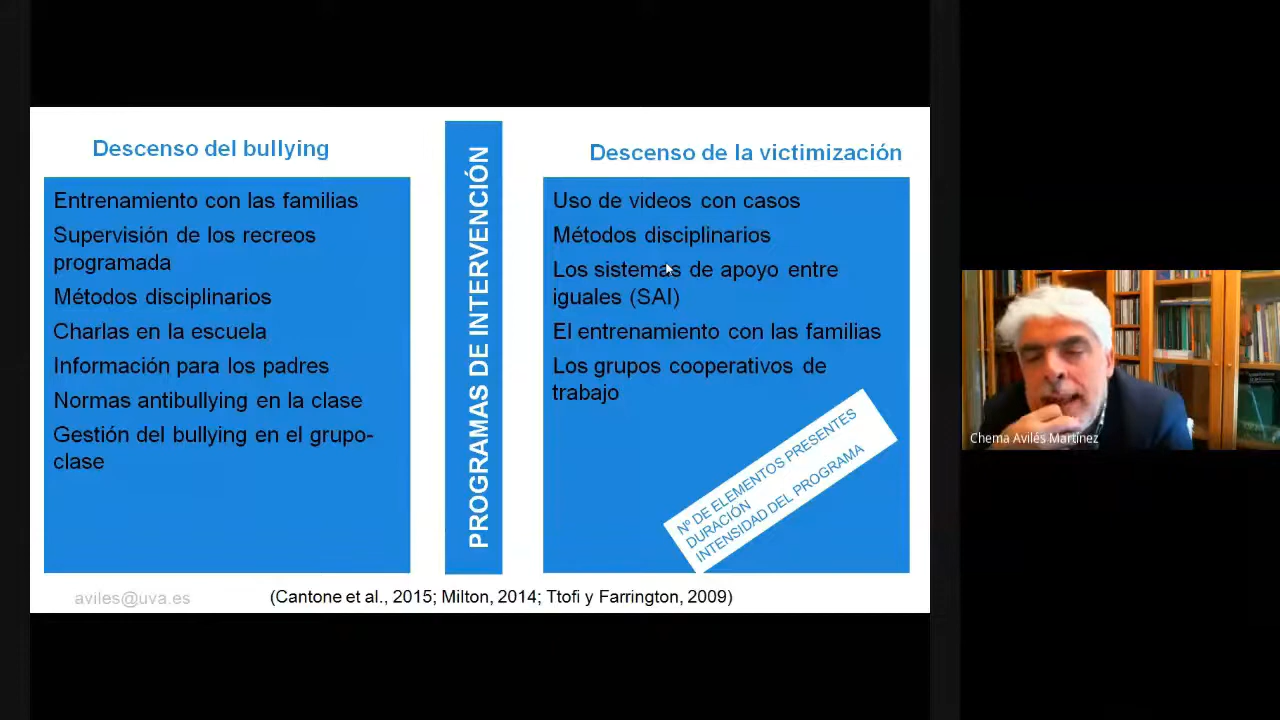 Descenso del bullying
Entrenamiento con las familias
Supervisión de los recreos
programada
Métodos disciplinarios
Charlas en la escuela
Información para los padres
Normas antibullying en la clase
Gestión del bullying en el grupo-
clase
PROGRAMAS DE INTERVENCIÓN
Descenso de la victimización
Uso de videos con casos
Métodos disciplinarios
Los sistemas de apoyo entre
iguales (SAI)
El entrenamiento con las familias
Los grupos cooperativos de
trabajo
Nº DE ELEMENTOS PRESENTES
DURACIÓN
INTENSIDAD DEL PROGRAMA
aviles@uva.es
(Cantone et al., 2015; Milton, 2014; Ttofi y Farrington, 2009)
Chema Avilés Martínez